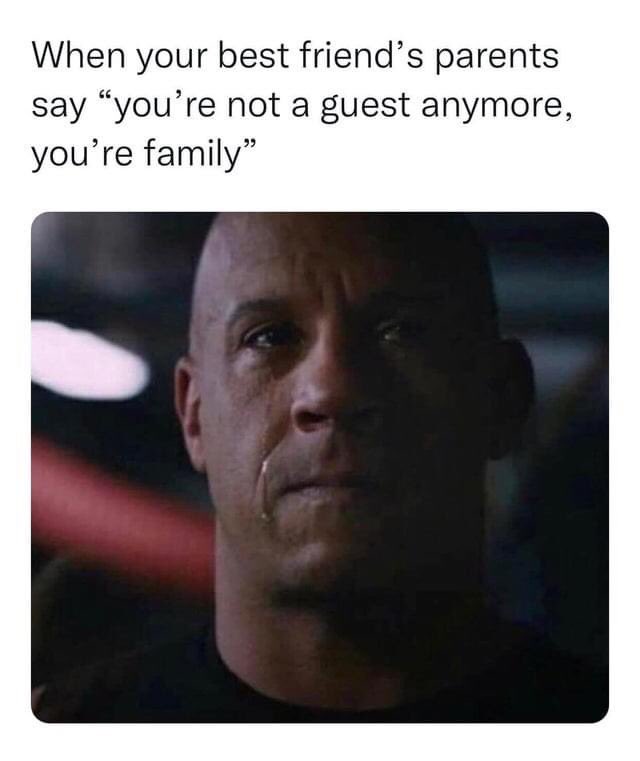 When your best friend’s parents
say “you’re not a guest anymore,
you’re family”